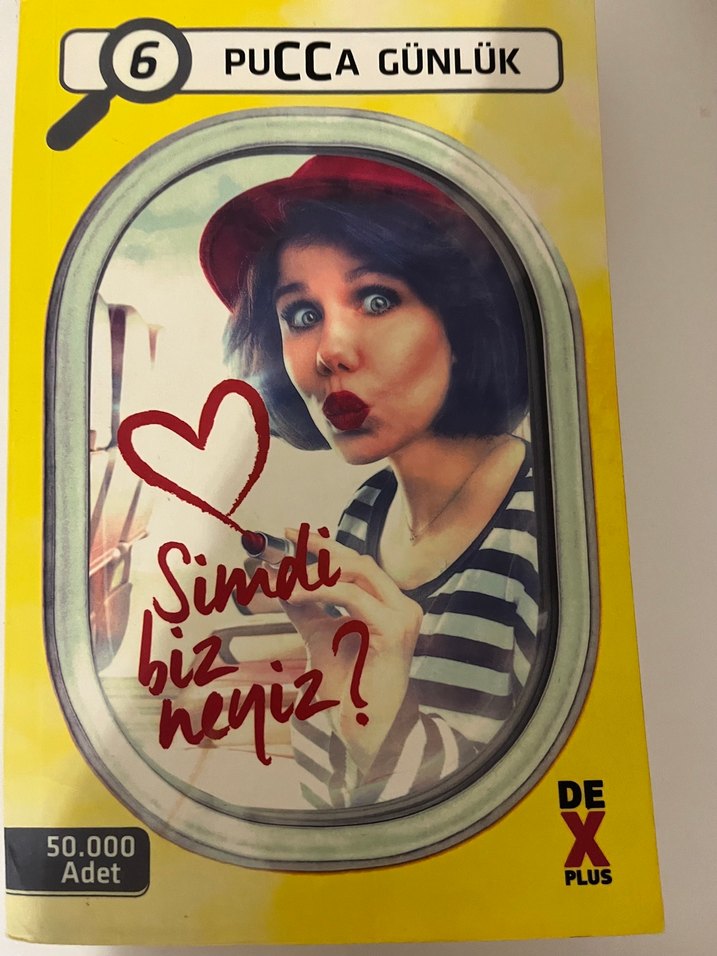 6 PUCCA GÜNLÜK
Şimdi
biz
neyiz?
50.000
Adet
DE
X
PLUS